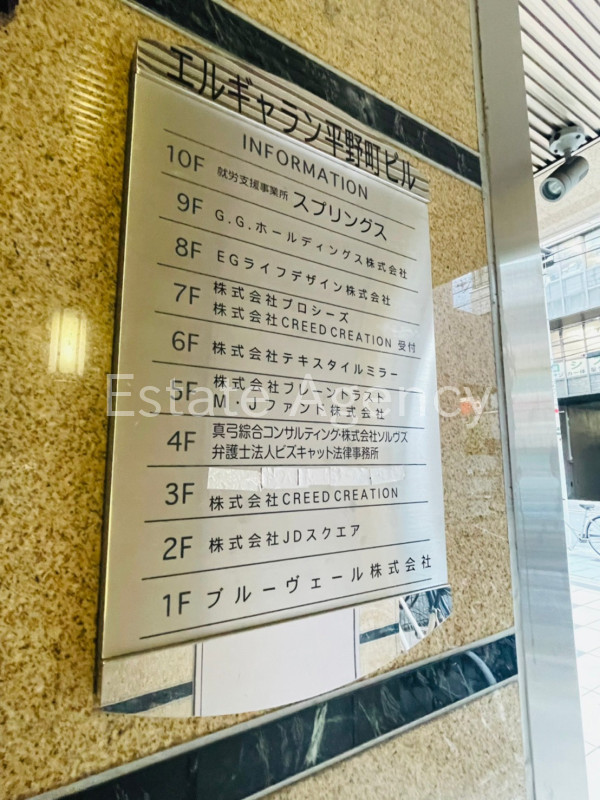 エルギャラン平野町ビル
INFORMATION
10F 就労支援事業所 スプリングス
9F G.G.ホールディングス株式会社
8F EGライフデザイン株式会社
7F 株式会社プロシーズ
株式会社CREED CREATION 受付
6F 株式会社テキスタイルミラー
5F 株式会社グリーントラスト
M・ファンド株式会社
4F 真弓綜合コンサルティング・株式会社ソルヴズ
弁護士法人ビズキャット法律事務所
3F 株式会社CREED CREATION
2F 株式会社JDスクエア
1F ブルーヴェール株式会社
Estate Agency